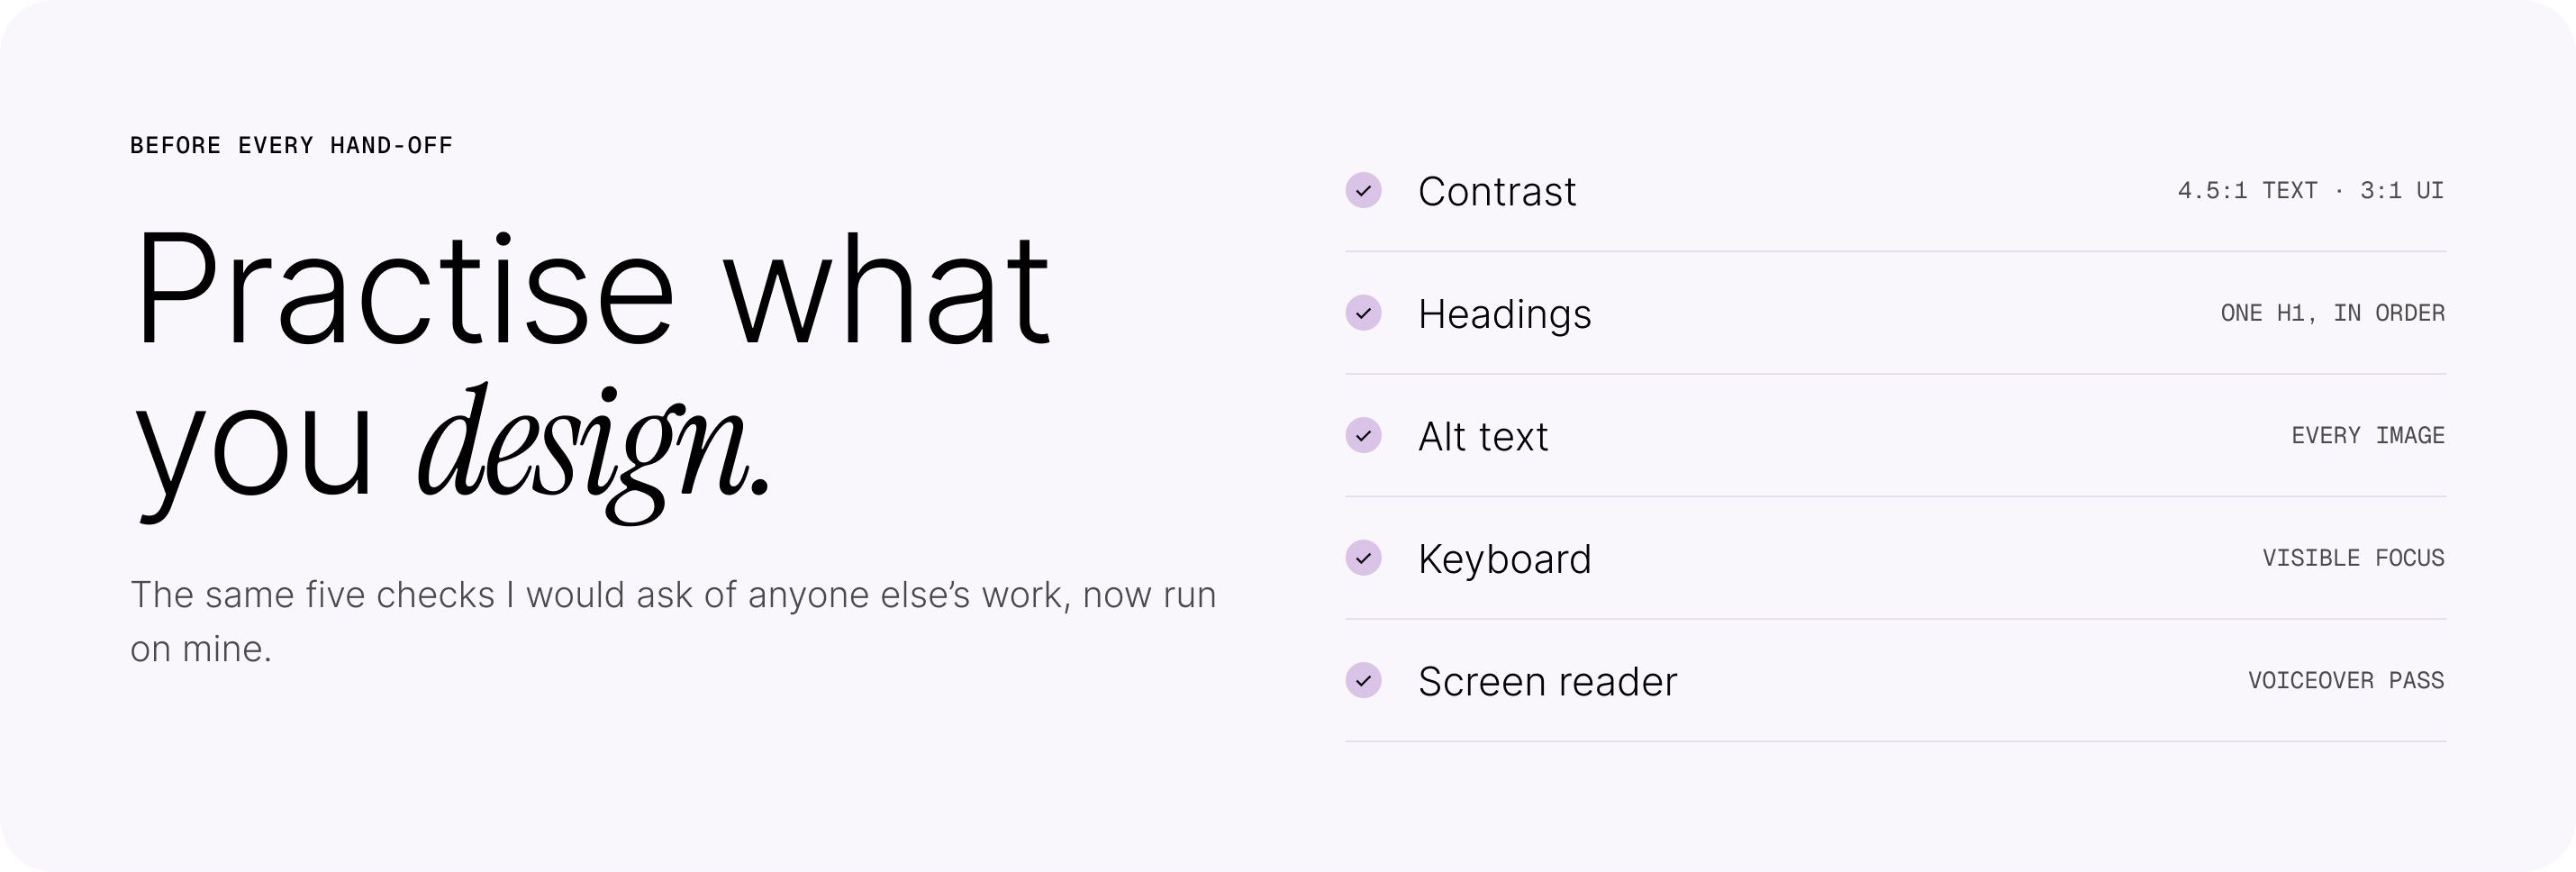 BEFORE EVERY HAND-OFF
Practise what
you design.
The same five checks I would ask of anyone else’s work, now run
on mine.
Contrast 4.5:1 TEXT · 3:1 UI
Headings ONE H1, IN ORDER
Alt text EVERY IMAGE
Keyboard VISIBLE FOCUS
Screen reader VOICEOVER PASS